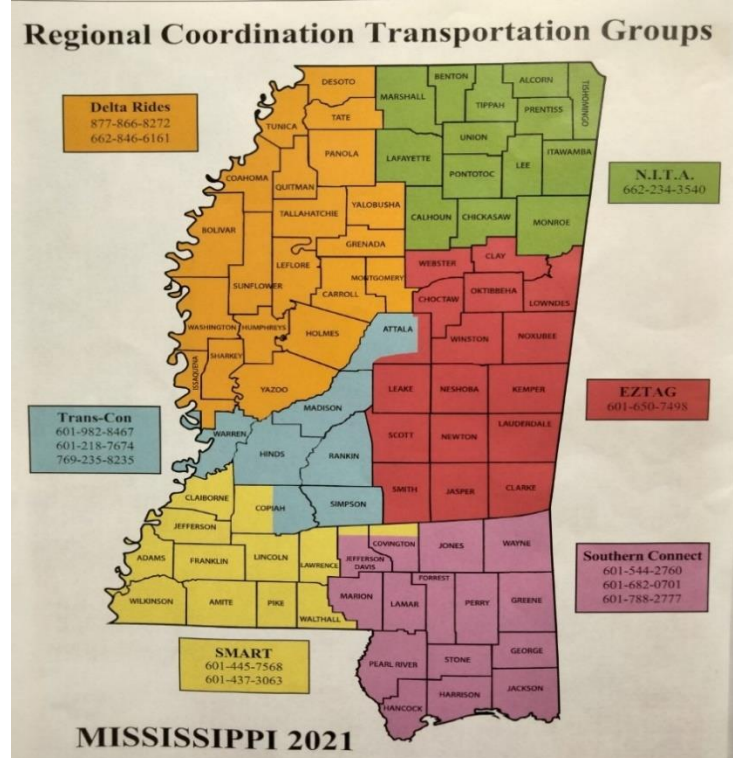 Regional Coordination Transportation Groups
Delta Rides
877-866-8272
662-846-6161
DESOTO
TATE
TUNICA
PANOLA
COAHOMA
QUITMAN
TALLAHATCHIE
YALOBUSHA
BOLIVAR
GRENADA
LEFLORE
SUNFLOWER
MONTGOMERY
CARROLL
WASHINGTON
HUMPHREYS
HOLMES
SHARKEY
ISSAQUENA
YAZOO
MARSHALL
BENTON
ALCORN
TISHOMINGO
TIPPAH
PRENTISS
UNION
LAFAYETTE
LEE
ITAWAMBA
PONTOTOC
CALHOUN
CHICKASAW
MONROE
N.I.T.A.
662-234-3540
WEBSTER
CLAY
CHOCTAW
OKTIBBEHA
LOWNDES
WINSTON
NOXUBEE
LEAKE
NESHOBA
KEMPER
SCOTT
NEWTON
LAUDERDALE
SMITH
JASPER
CLARKE
EZTAG
601-650-7498
Trans-Con
601-982-8467
601-218-7674
769-235-8235
ATTALA
MADISON
WARREN
HINDS
RANKIN
SIMPSON
COPIAH
CLAIBORNE
JEFFERSON
ADAMS
FRANKLIN
LINCOLN
LAWRENCE
WILKINSON
AMITE
PIKE
WALTHALL
COVINGTON
JEFFERSON
DAVIS
JONES
WAYNE
MARION
LAMAR
FORREST
PERRY
GREENE
PEARL RIVER
STONE
GEORGE
HANCOCK
HARRISON
JACKSON
Southern Connect
601-544-2760
601-682-0701
601-788-2777
SMART
601-445-7568
601-437-3063
MISSISSIPPI 2021